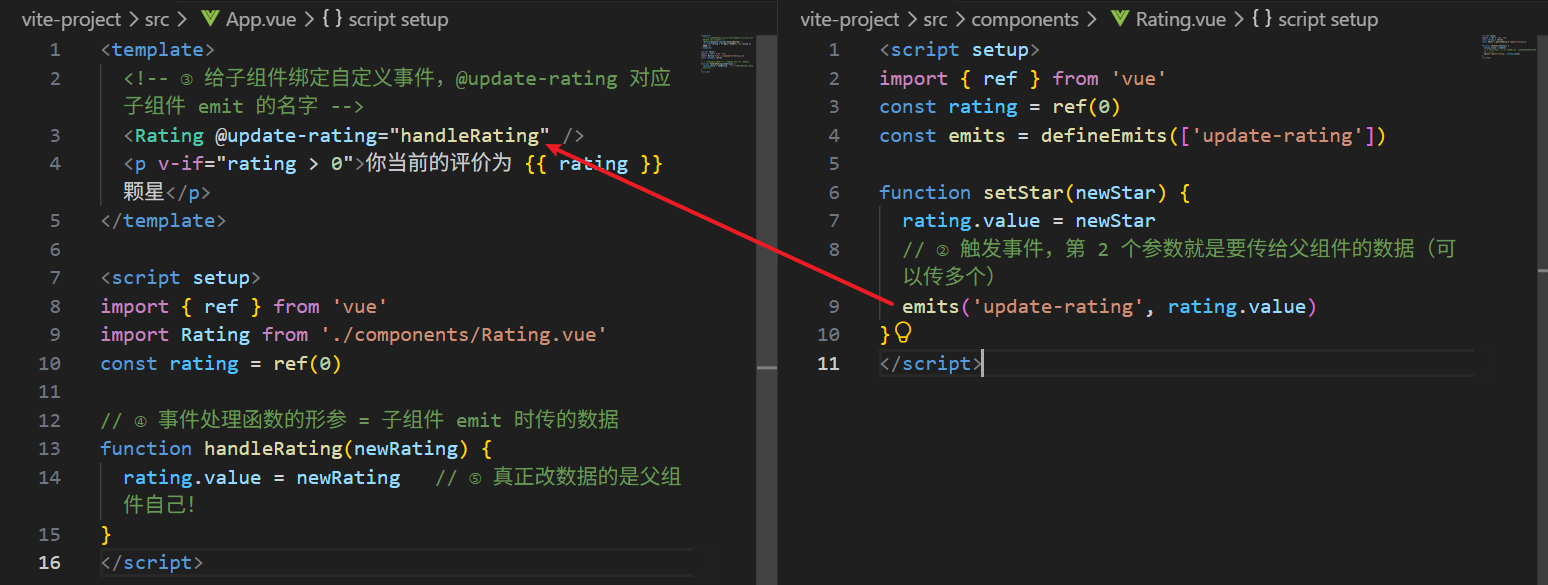 vite-project > src > App.vue > {} script setup
1 <template>
2 <!-- ③ 给子组件绑定自定义事件，@update-rating 对应
子组件 emit 的名字 -->
3 <Rating @update-rating="handleRating" />
4 <p v-if="rating > 0">你当前的评价为 {{ rating }}
颗星</p>
5 </template>
6
7 <script setup>
8 import { ref } from 'vue'
9 import Rating from './components/Rating.vue'
10 const rating = ref(0)
11
12 // ④ 事件处理函数的形参 = 子组件 emit 时传的数据
13 function handleRating(newRating) {
14 rating.value = newRating // ⑤ 真正改数据的是父组
件自己！
15 }
16 </script>
vite-project > src > components > Rating.vue > {} script setup
1 <script setup>
2 import { ref } from 'vue'
3 const rating = ref(0)
4 const emits = defineEmits(['update-rating'])
5
6 function setStar(newStar) {
7 rating.value = newStar
8 // ② 触发事件，第 2 个参数就是要传给父组件的数据（可
以传多个）
9 emits('update-rating', rating.value)
10 }
11 </script>